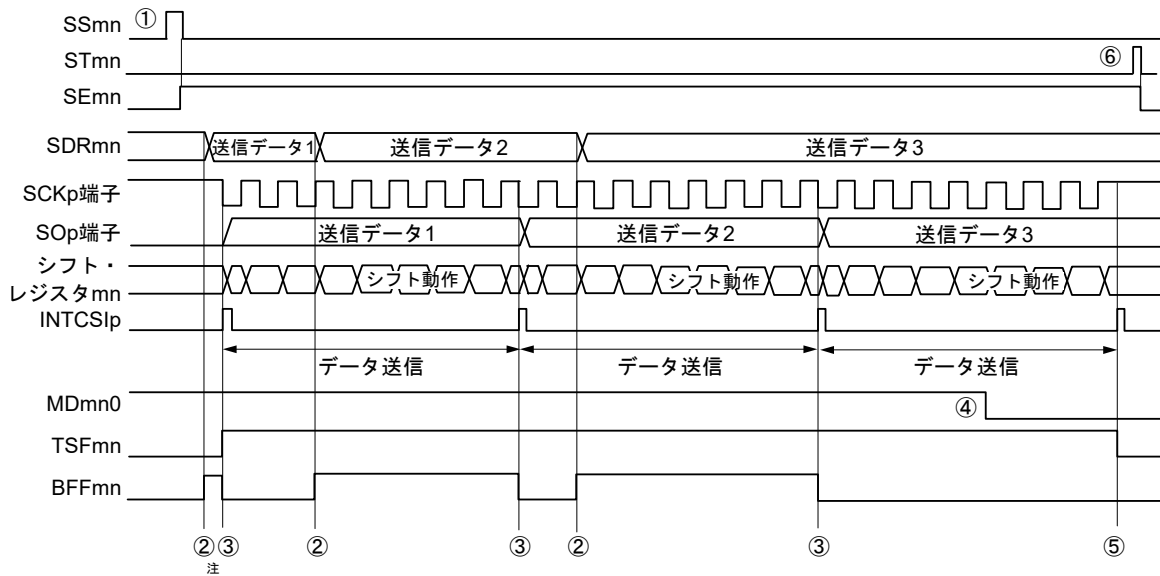 SSmn ①
STmn ⑥
SEmn
SDRmn 送信データ1 送信データ2 送信データ3
SCKp端子
SOp端子 送信データ1 送信データ2 送信データ3
シフト・
レジスタmn シフト動作 シフト動作 シフト動作
INTCSIp
データ送信 データ送信 データ送信
MDmn0 ④
TSFmn
BFFmn
② ③ ② ③ ② ③ ⑤
注